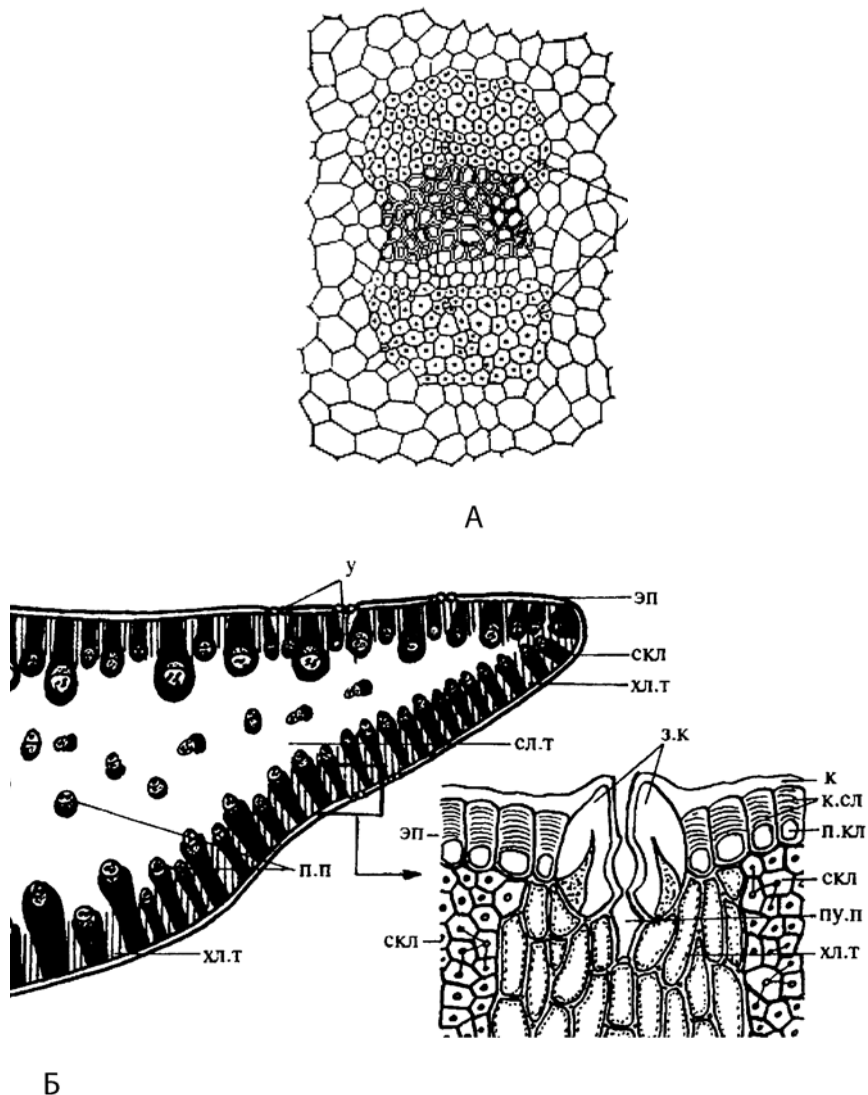 А
у
эп
скл
хл.т
сл.т
п.п
хл.т
з.к
к
к.сл
п.кл
эп
скл
скл
пу.п
хл.т
Б